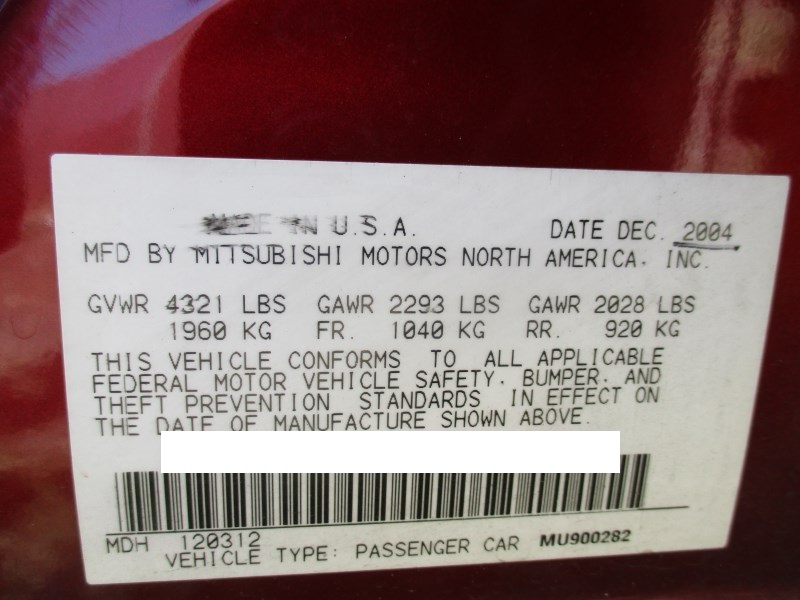 MADE IN U.S.A. DATE DEC. 2004
MFD BY MITSUBISHI MOTORS NORTH AMERICA. INC.
GVWR 4321 LBS GAWR 2293 LBS GAWR 2028 LBS
1960 KG FR. 1040 KG RR. 920 KG
THIS VEHICLE CONFORMS TO ALL APPLICABLE
FEDERAL MOTOR VEHICLE SAFETY. BUMPER. AND
THEFT PREVENTION STANDARDS IN EFFECT ON
THE DATE OF MANUFACTURE SHOWN ABOVE.
MDH 120312
VEHICLE TYPE: PASSENGER CAR MU900282